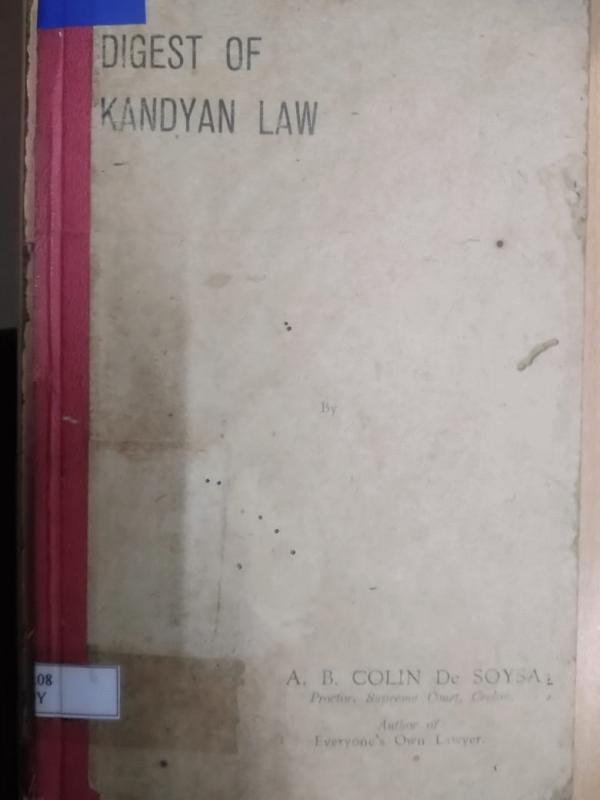 DIGEST OF
KANDYAN LAW
By
A. B. COLIN De SOYSA,
Proctor, Supreme Court, Ceylon.
Author of
Everyone's Own Lawyer.
.08
Y